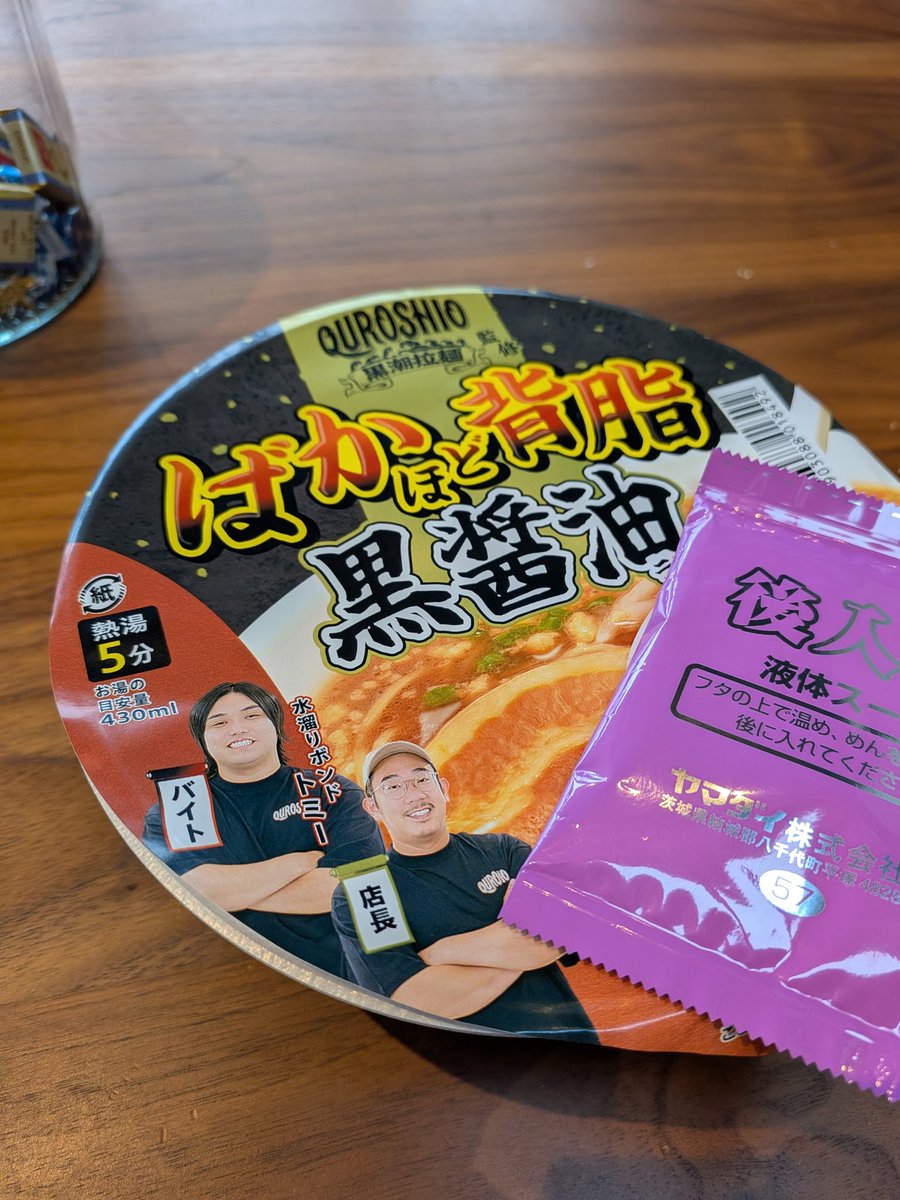 QUROSHIO
黒潮拉麺
監修
ばかほど背脂
黒醤油
紙
熱湯
5分
お湯の
目安量
430ml
水溜りボンド
トミー
バイト
店長
後入
液体スー
フタの上で温め、めんを
後に入れてくださ
ヤマダイ株式会社
茨城県結城郡八千代町平塚 482
57